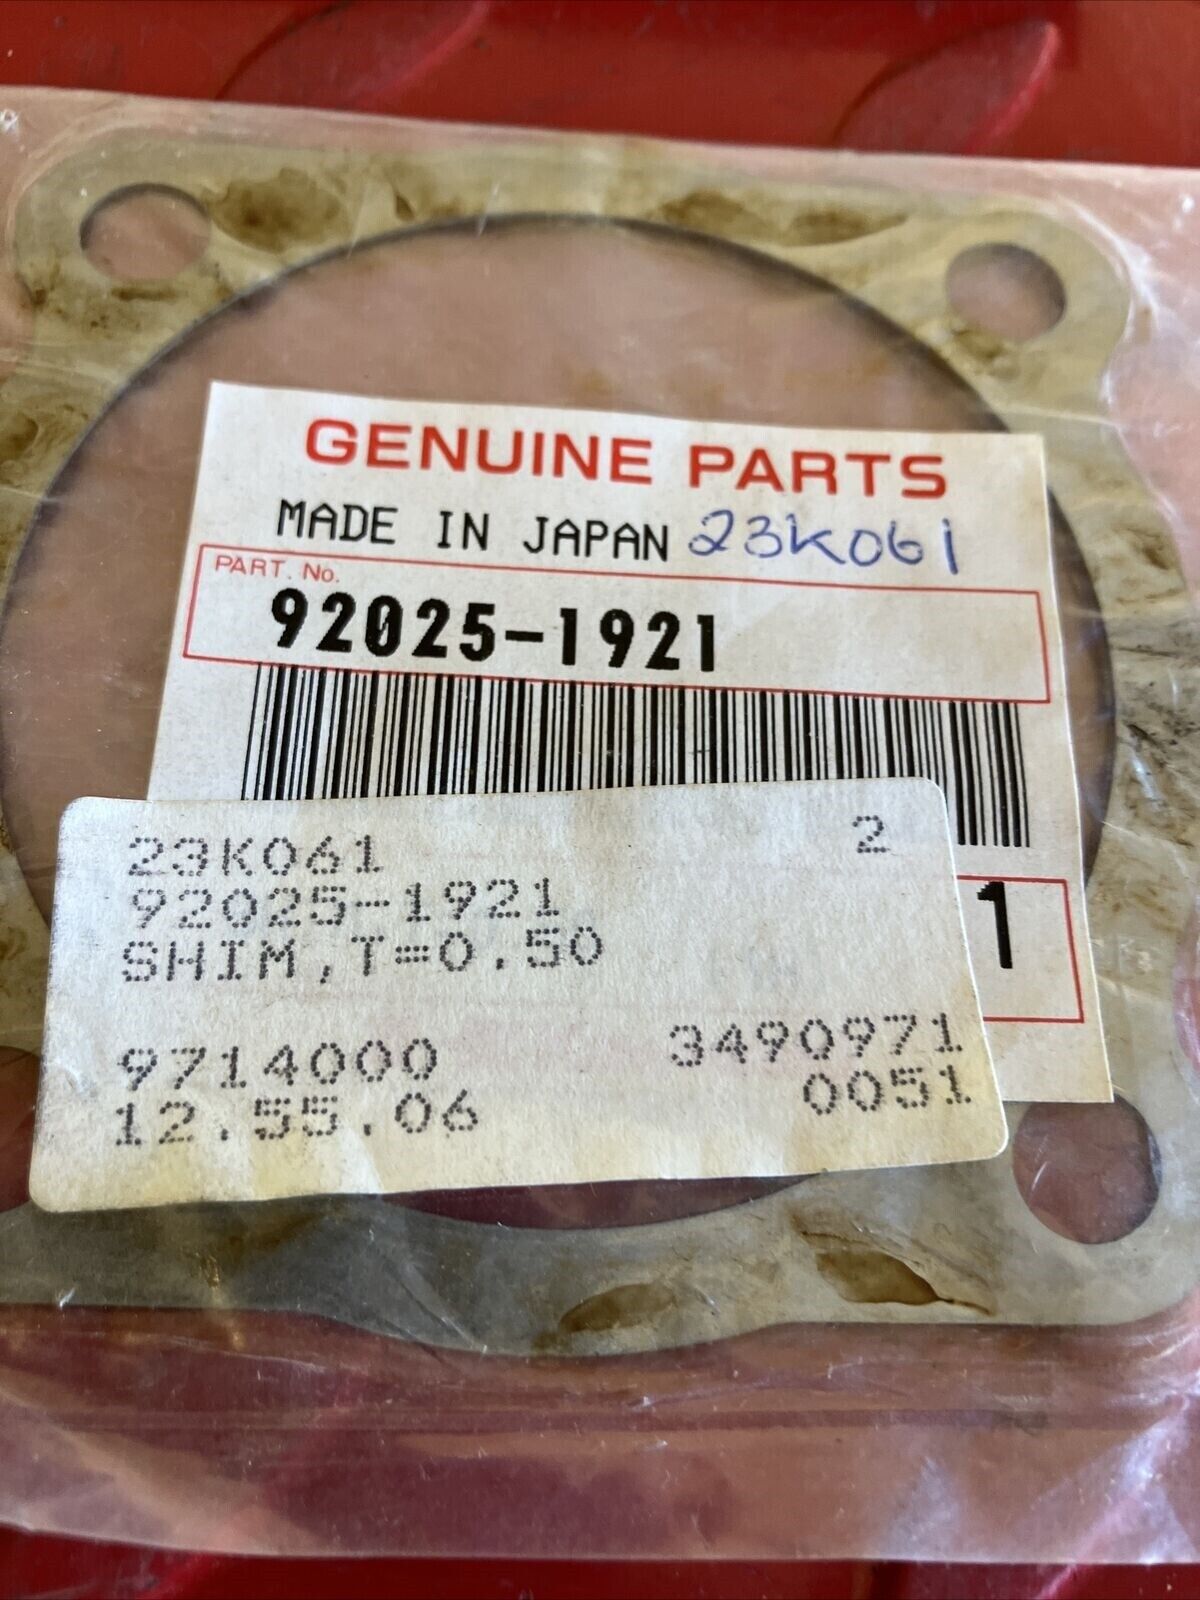 GENUINE PARTS
MADE IN JAPAN 23K061
PART. No.
92025-1921
23K061 2
92025-1921
SHIM,T=0.50
1
9714000 3490971
12.55.06 0051